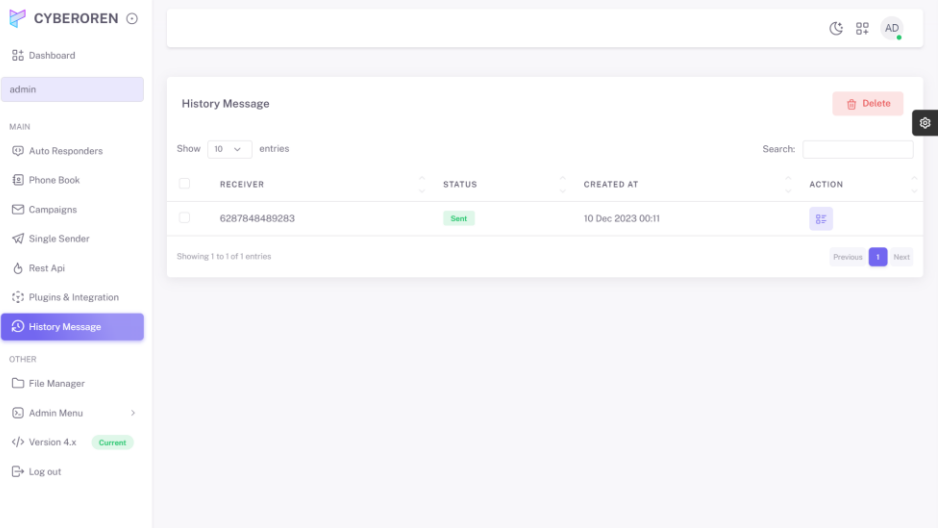 CYBEROREN
Dashboard
admin
MAIN
Auto Responders
Phone Book
Campaigns
Single Sender
Rest Api
Plugins & Integration
History Message
OTHER
File Manager
Admin Menu
Version 4.x Current
Log out
AD
History Message Delete
Show 10 entries Search:
RECEIVER STATUS CREATED AT ACTION
6287848489283 Sent 10 Dec 2023 00:11
Showing 1 to 1 of 1 entries Previous 1 Next